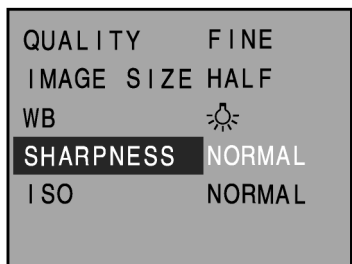 QUALITY FINE
IMAGE SIZE HALF
WB
SHARPNESS NORMAL
ISO NORMAL